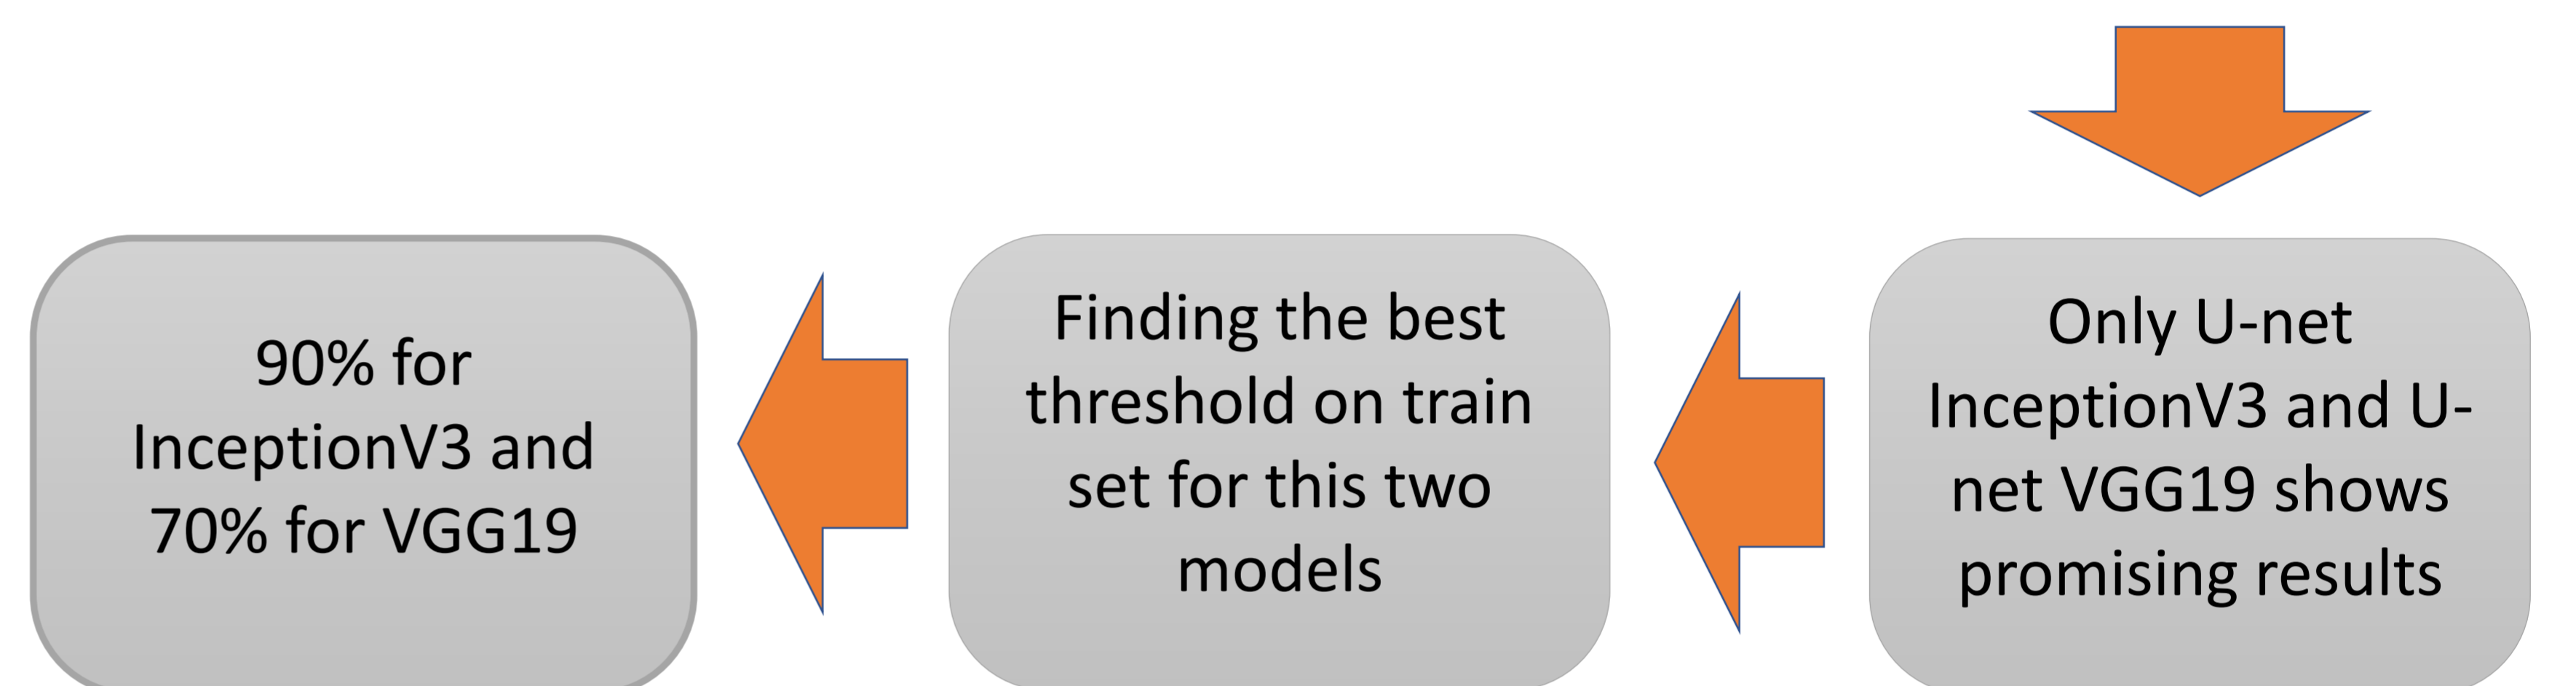 90% for
InceptionV3 and
70% for VGG19
Finding the best
threshold on train
set for this two
models
Only U-net
InceptionV3 and U-
net VGG19 shows
promising results